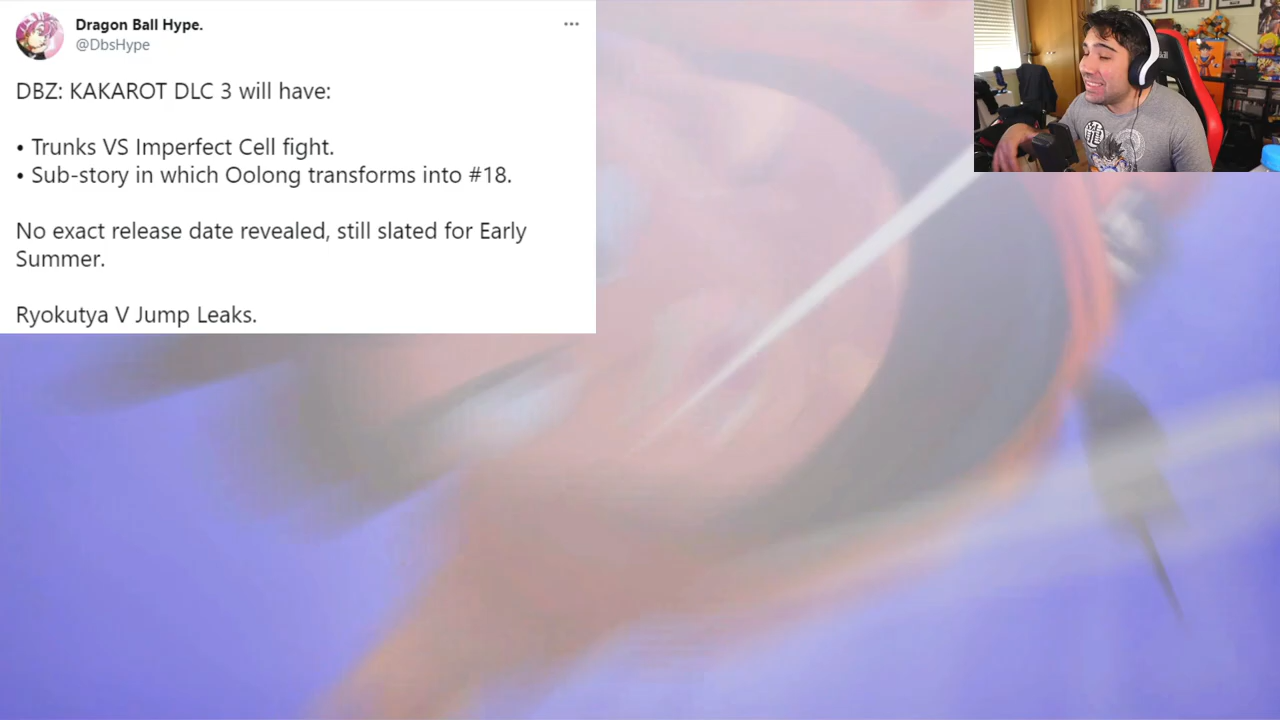 Dragon Ball Hype.
@DbsHype
DBZ: KAKAROT DLC 3 will have:
• Trunks VS Imperfect Cell fight.
• Sub-story in which Oolong transforms into #18.
No exact release date revealed, still slated for Early
Summer.
Ryokutya V Jump Leaks.